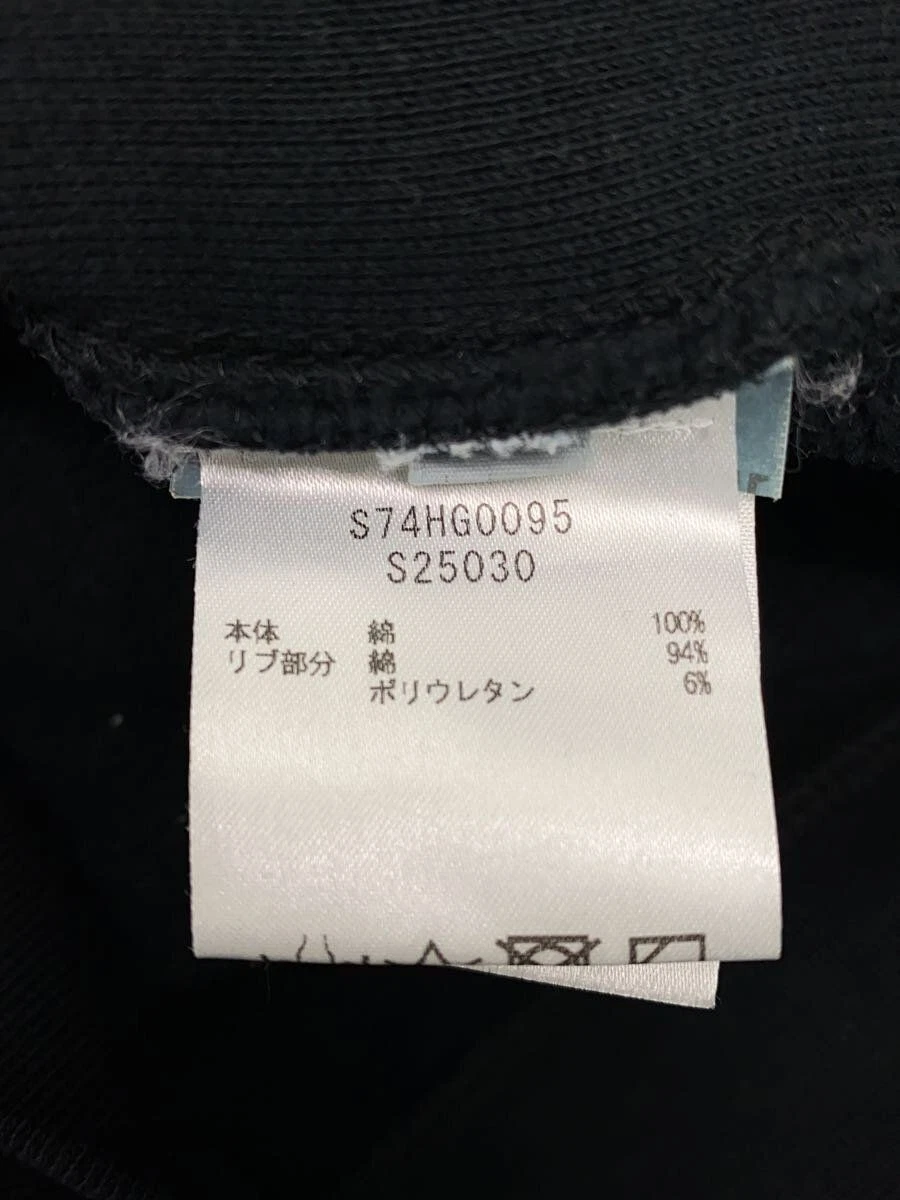 S74HG0095
S25030
本体 綿 100%
リブ部分 綿 94%
ポリウレタン 6%